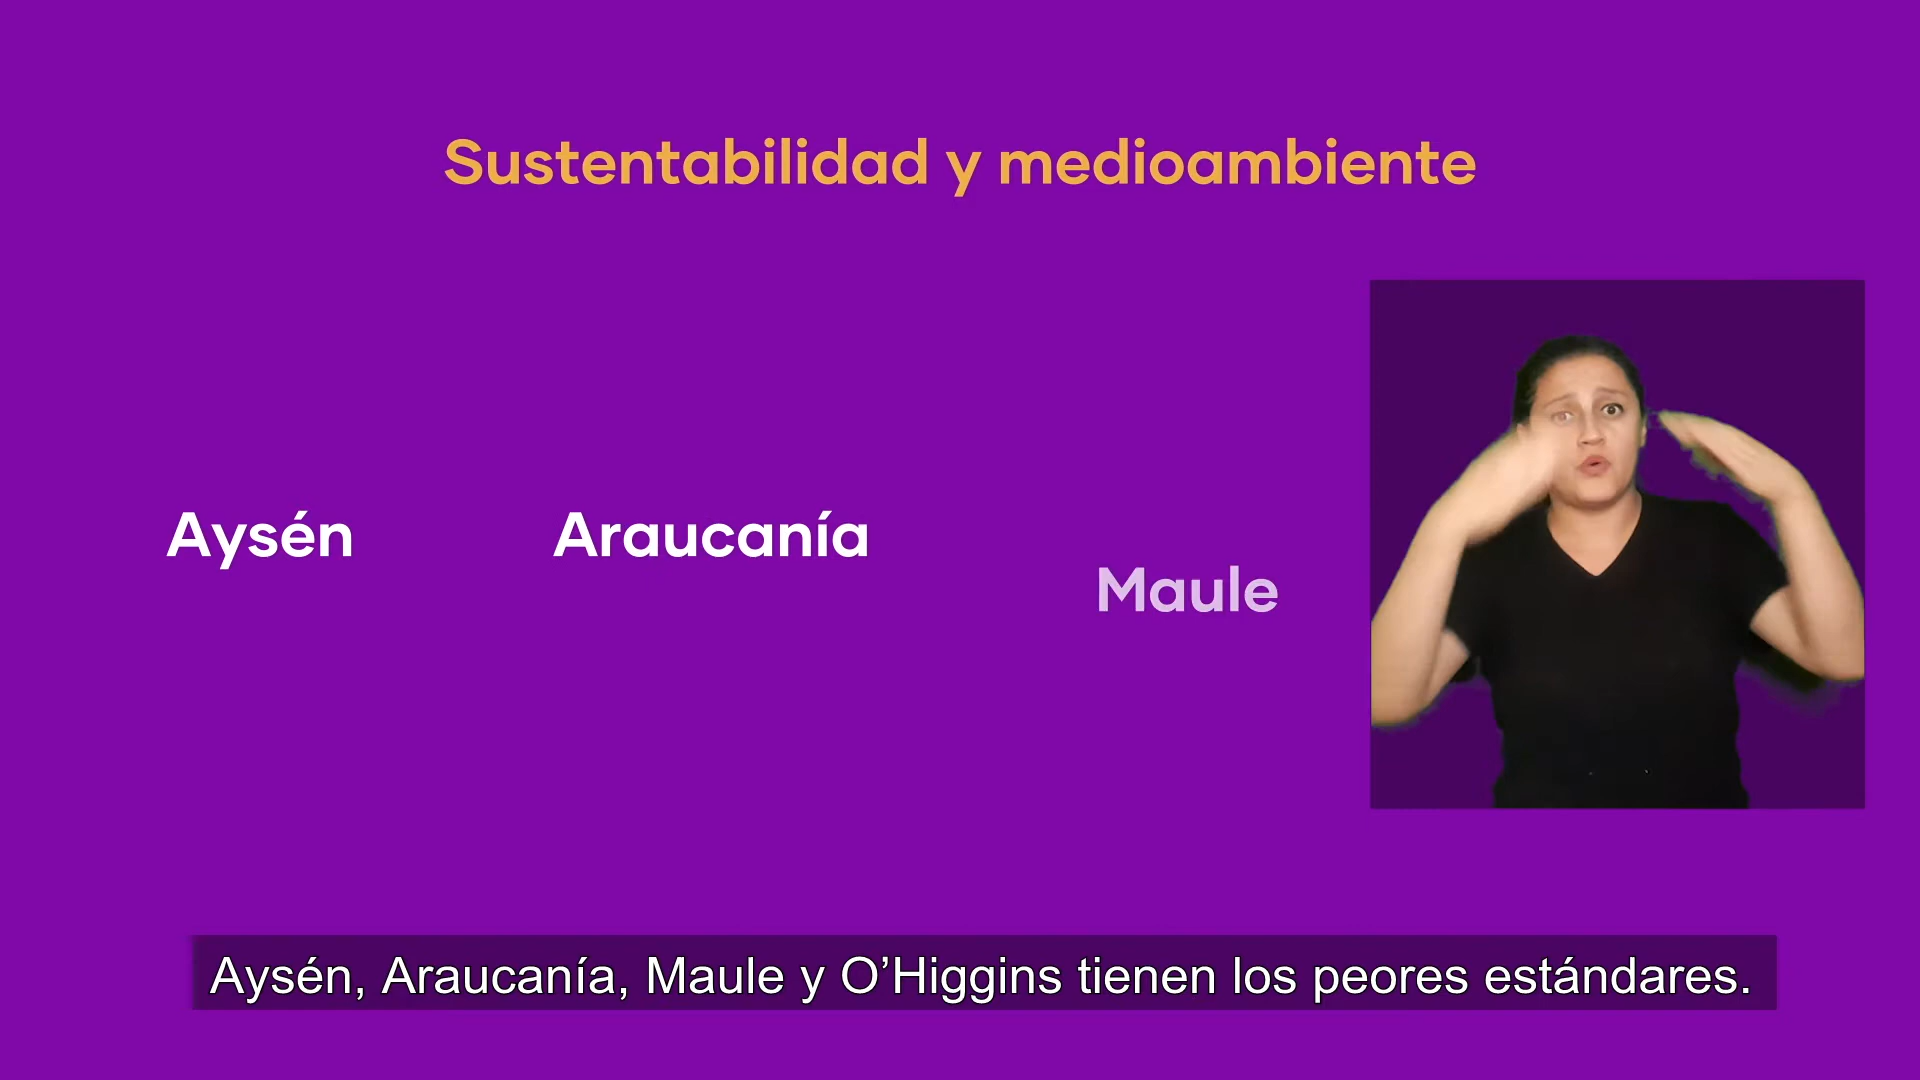 Sustentabilidad y medioambiente
Aysén
Araucanía
Maule
Aysén, Araucanía, Maule y O’Higgins tienen los peores estándares.